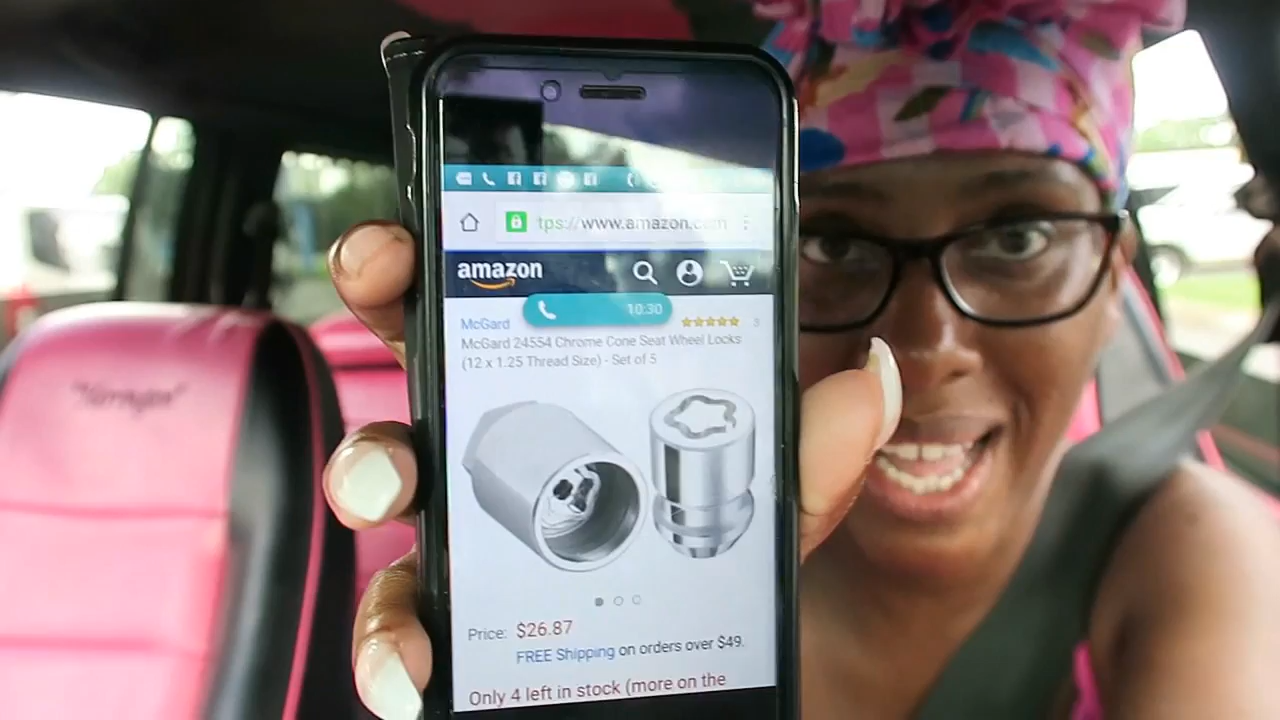 tps://www.amazon.com
amazon
10:30
McGard
McGard 24554 Chrome Cone Seat Wheel Locks
(12 x 1.25 Thread Size) - Set of 5
Price: $26.87
FREE Shipping on orders over $49.
Only 4 left in stock (more on the